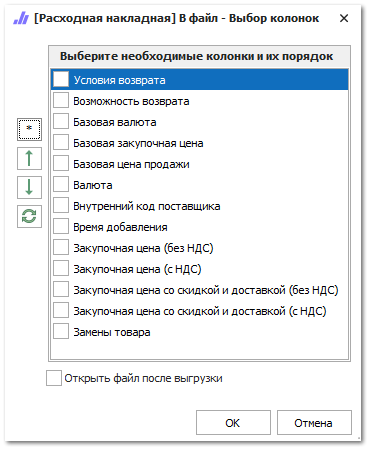 [Расходная накладная] В файл - Выбор колонок
Выберите необходимые колонки и их порядок
Условия возврата
Возможность возврата
Базовая валюта
Базовая закупочная цена
Базовая цена продажи
Валюта
Внутренний код поставщика
Время добавления
Закупочная цена (без НДС)
Закупочная цена (с НДС)
Закупочная цена со скидкой и доставкой (без НДС)
Закупочная цена со скидкой и доставкой (с НДС)
Замены товара
*
Открыть файл после выгрузки
ОК
Отмена